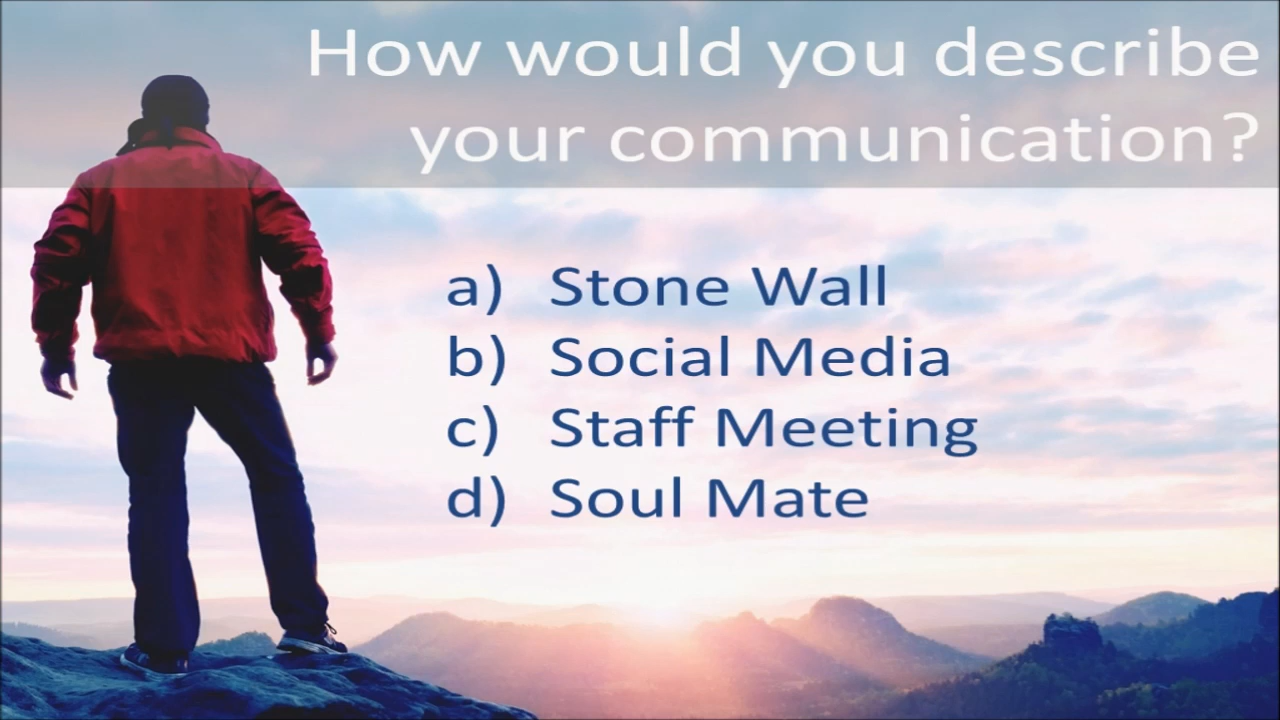 How would you describe
your communication?
a) Stone Wall
b) Social Media
c) Staff Meeting
d) Soul Mate